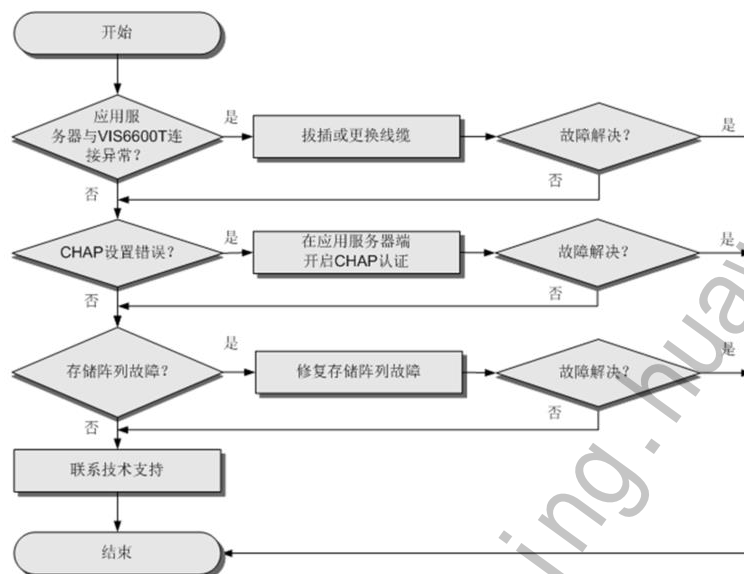 开始
应用服
务器与VIS6600T连
接异常?
是
拔插或更换线缆
故障解决?
是
否
否
CHAP设置错误?
是
在应用服务器端
开启CHAP认证
故障解决?
是
否
否
存储阵列故障?
是
修复存储阵列故障
故障解决?
是
否
否
联系技术支持
结束
ing.huaw